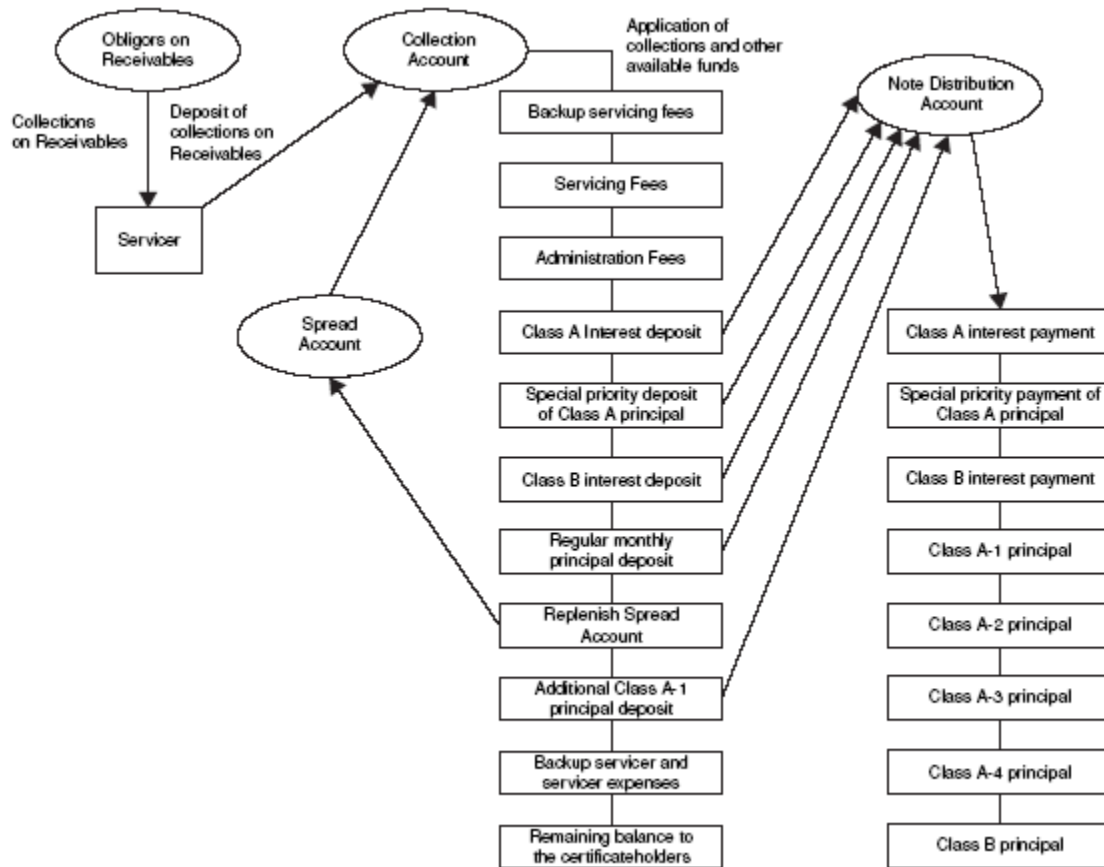 Obligors on
Receivables
Collection
Account
Application of
collections and other
available funds
Note Distribution
Account
Collections
on Receivables
Deposit of
collections on
Receivables
Servicer
Spread
Account
Backup servicing fees
Servicing Fees
Administration Fees
Class A Interest deposit
Special priority deposit
of Class A principal
Class B interest deposit
Regular monthly
principal deposit
Replenish Spread
Account
Additional Class A-1
principal deposit
Backup servicer and
servicer expenses
Remaining balance to
the certificateholders
Class A interest payment
Special priority payment of
Class A principal
Class B interest payment
Class A-1 principal
Class A-2 principal
Class A-3 principal
Class A-4 principal
Class B principal